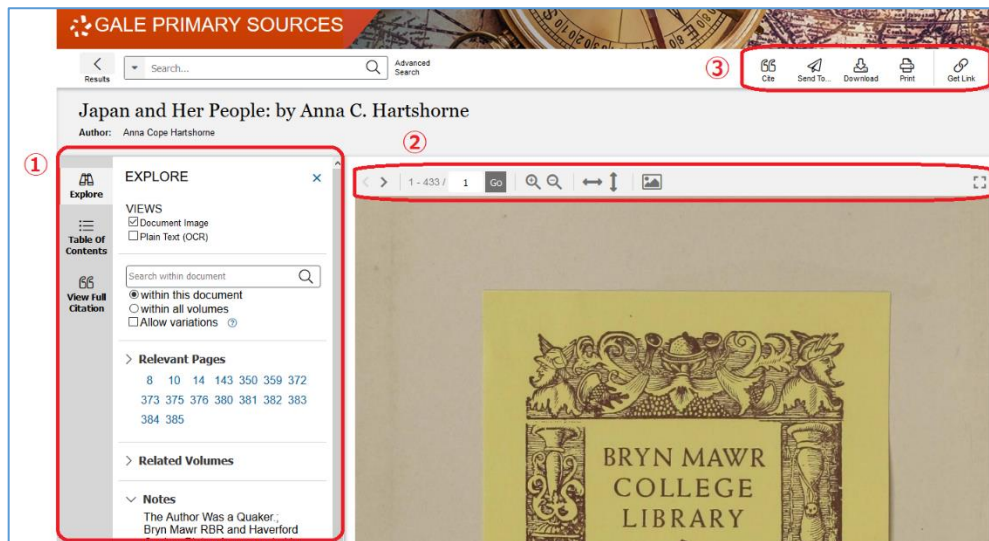 GALE PRIMARY SOURCES
Results
Search...
Advanced
Search
③
Cite
Send To...
Download
Print
Get Link
Japan and Her People: by Anna C. Hartshorne
Author: Anna Cope Hartshorne
①
②
Explore
Table Of
Contents
View Full
Citation
EXPLORE
VIEWS
Document Image
Plain Text (OCR)
Search within document
within this document
within all volumes
Allow variations
Relevant Pages
8 10 14 143 350 359 372
373 375 376 380 381 382 383
384 385
Related Volumes
Notes
The Author Was a Quaker.;
Bryn Mawr RBR and Haverford
1 - 433 / 1 Go
BRYN MAWR
COLLEGE
LIBRARY